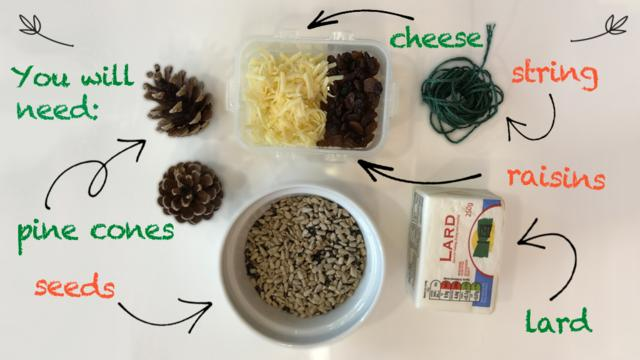 You will
need:
cheese
string
raisins
pine cones
seeds
lard
LARD
250g